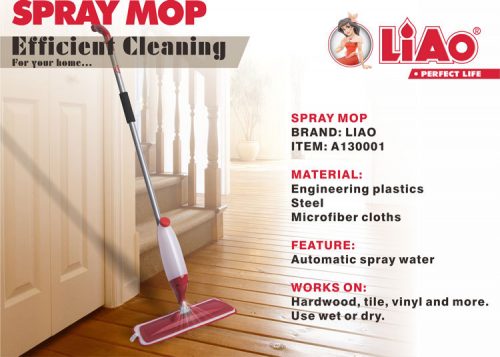 SPRAY MOP
Efficient Cleaning
For your home...
LiAo®
• PERFECT LIFE
SPRAY MOP
BRAND: LIAO
ITEM: A130001
MATERIAL:
Engineering plastics
Steel
Microfiber cloths
FEATURE:
Automatic spray water
WORKS ON:
Hardwood, tile, vinyl and more.
Use wet or dry.